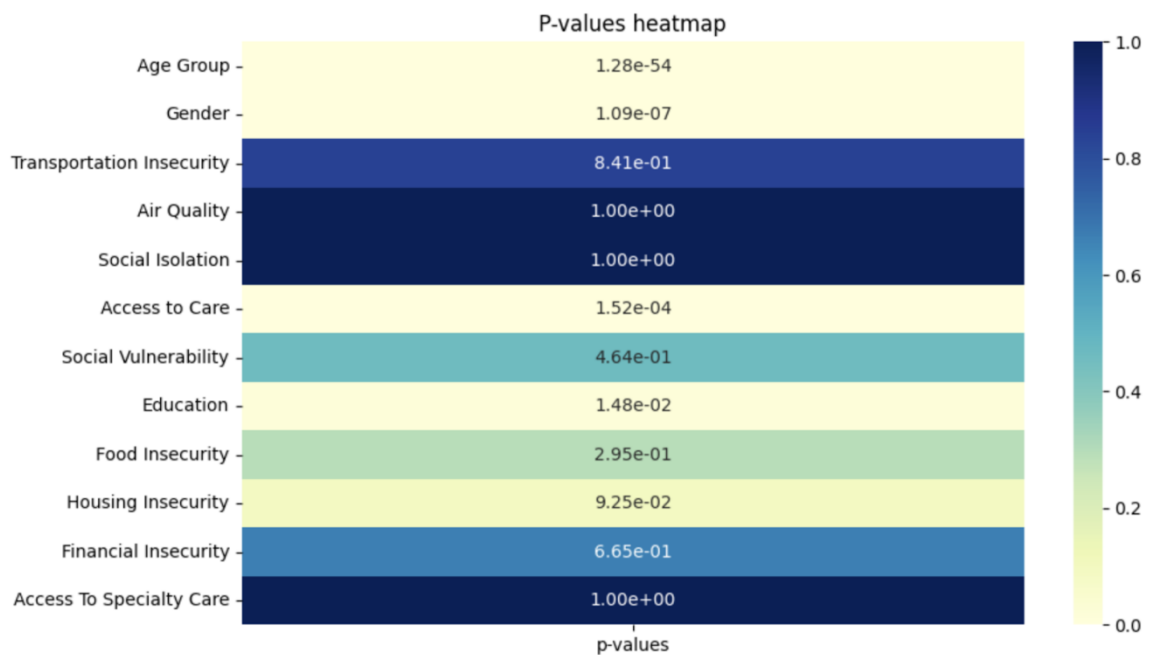 P-values heatmap
Age Group 1.28e-54
Gender 1.09e-07
Transportation Insecurity 8.41e-01
Air Quality 1.00e+00
Social Isolation 1.00e+00
Access to Care 1.52e-04
Social Vulnerability 4.64e-01
Education 1.48e-02
Food Insecurity 2.95e-01
Housing Insecurity 9.25e-02
Financial Insecurity 6.65e-01
Access To Specialty Care 1.00e+00
p-values
1.0
0.8
0.6
0.4
0.2
0.0